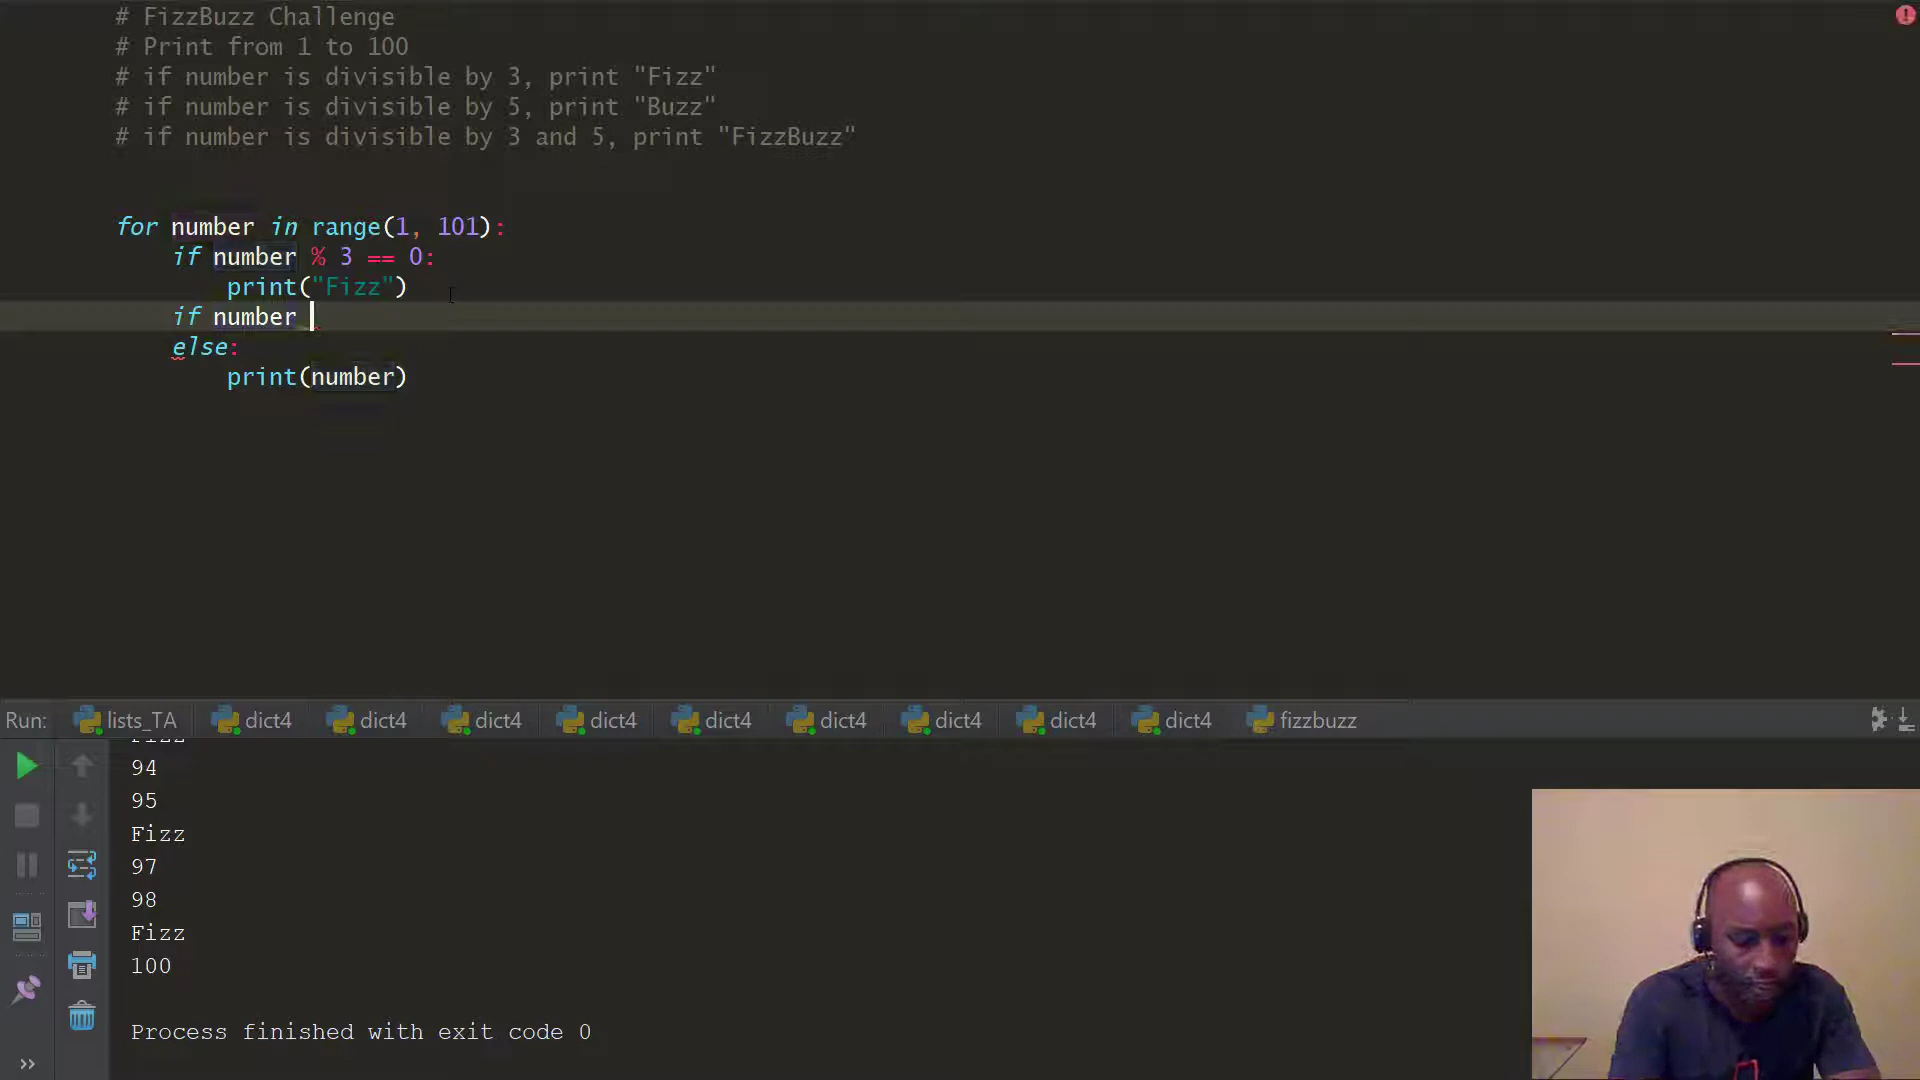 # FizzBuzz Challenge
# Print from 1 to 100
# if number is divisible by 3, print "Fizz"
# if number is divisible by 5, print "Buzz"
# if number is divisible by 3 and 5, print "FizzBuzz"
for number in range(1, 101):
    if number % 3 == 0:
        print("Fizz")
    if number
    else:
        print(number)
Run: lists_TA dict4 dict4 dict4 dict4 dict4 dict4 dict4 dict4 dict4 fizzbuzz
Fizz
94
95
Fizz
97
98
Fizz
100
Process finished with exit code 0